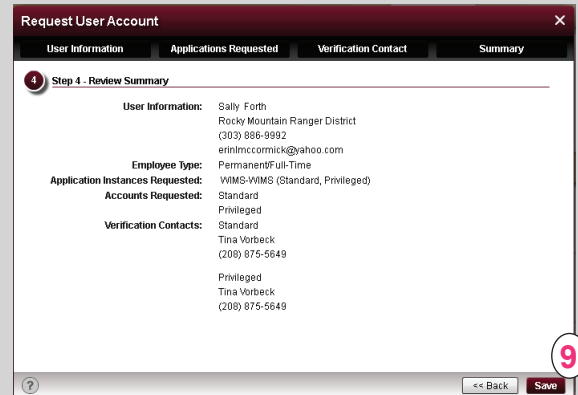 Request User Account ×
User Information Applications Requested Verification Contact Summary
4 Step 4 - Review Summary
User Information: Sally Forth
Rocky Mountain Ranger District
(303) 886-9992
erinlmccormick@yahoo.com
Employee Type: Permanent/Full-Time
Application Instances Requested: WIMS-WIMS (Standard, Privileged)
Accounts Requested: Standard
Privileged
Verification Contacts: Standard
Tina Vorbeck
(208) 875-5649
Privileged
Tina Vorbeck
(208) 875-5649
9
? << Back Save